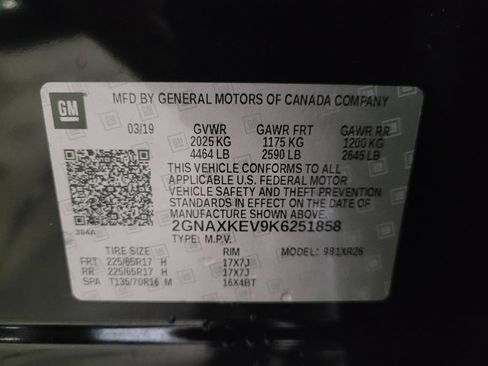 GM
MFD BY GENERAL MOTORS OF CANADA COMPANY
03/19 GVWR GAWR FRT GAWR RR
2025 KG 1175 KG 1200 KG
4464 LB 2590 LB 2645 LB
THIS VEHICLE CONFORMS TO ALL
APPLICABLE U.S. FEDERAL MOTOR
VEHICLE SAFETY AND THEFT PREVENTION
STANDARDS IN EFFECT ON THE DATE OF
MANUFACTURE SHOWN ABOVE.
384A
2GNAXKEV9K6251858
TYPE: M.P.V. MODEL: 981XR26
TIRE SIZE RIM
FRT 225/65R17 H 17X7J
RR 225/65R17 H 17X7J
SPA T135/70R16 M 16X4BT